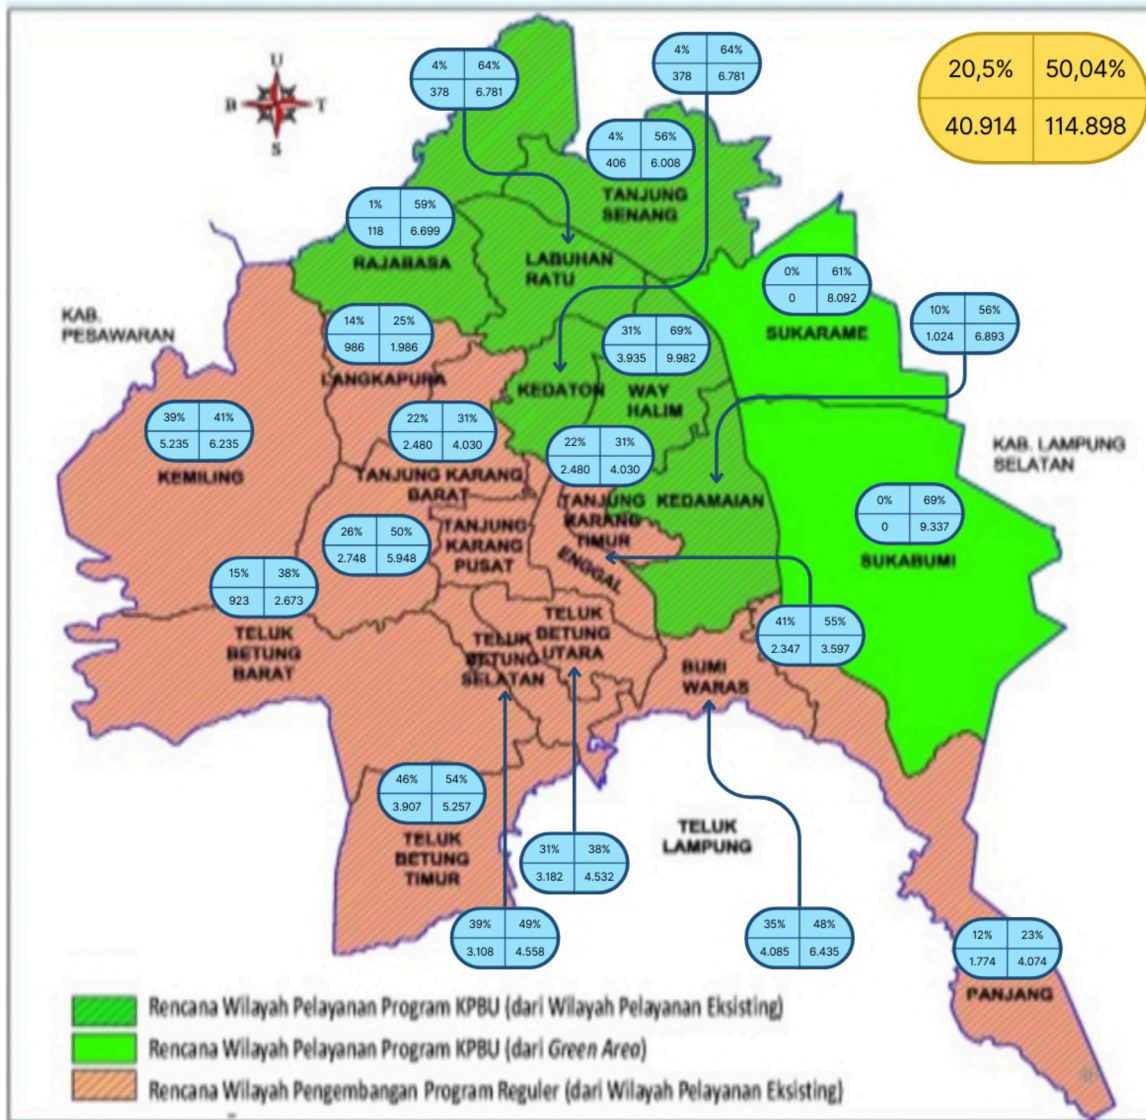 4% 64%
378 6.781
4% 64%
378 6.781
20,5% 50,04%
40.914 114.898
U
B T
S
4% 56%
406 6.008
TANJUNG
SENANG
1% 59%
118 6.699
RAJABASA
LABUHAN
RATU
0% 61%
0 8.092
SUKARAME
KAB.
PESAWARAN
14% 25%
986 1.986
LANGKAPURA
31% 69%
3.935 9.982
WAY
HALIM
KEDATON
10% 56%
1.024 6.893
39% 41%
5.235 6.235
KEMILING
22% 31%
2.480 4.030
TANJUNG KARANG
BARAT
22% 31%
2.480 4.030
TANJUNG
KARANG
TIMUR
KEDAMAIAN
KAB. LAMPUNG
SELATAN
0% 69%
0 9.337
SUKABUMI
26% 50%
2.748 5.948
TANJUNG
KARANG
PUSAT
ENGGAL
15% 38%
923 2.673
TELUK
BETUNG
BARAT
TELUK
BETUNG
SELATAN
TELUK
BETUNG
UTARA
41% 55%
2.347 3.597
BUMI
WARAS
46% 54%
3.907 5.257
TELUK
BETUNG
TIMUR
31% 38%
3.182 4.532
TELUK
LAMPUNG
39% 49%
3.108 4.558
35% 48%
4.085 6.435
12% 23%
1.774 4.074
PANJANG
Rencana Wilayah Pelayanan Program KPBU (dari Wilayah Pelayanan Eksisting)
Rencana Wilayah Pelayanan Program KPBU (dari Green Area)
Rencana Wilayah Pengembangan Program Reguler (dari Wilayah Pelayanan Eksisting)